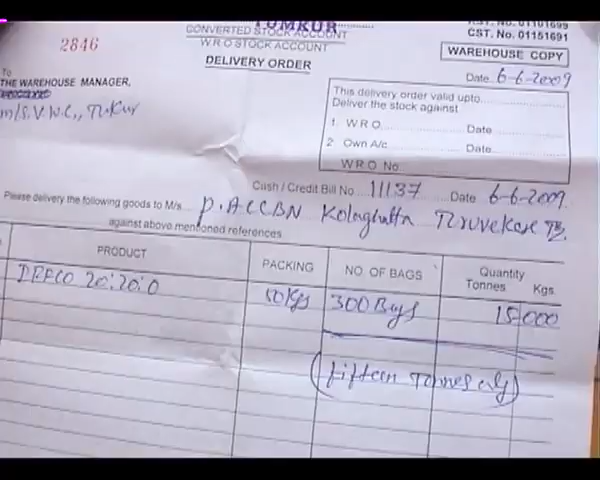 TUMKUR
CST. No. 01151691
2846
CONVERTED STOCK ACCOUNT
W R O STOCK ACCOUNT
WAREHOUSE COPY
DELIVERY ORDER
Date 6-6-2009
To
THE WAREHOUSE MANAGER,
M/S. V.W.C.,
This delivery order valid upto
Deliver the stock against
1. W R O Date
2. Own A/c Date
W R O No.
Cash / Credit Bill No 11137 Date 6-6-2009
Please delivery the following goods to M/s. P.ACCBN Kolaghatta Turuvekere
against above mentioned references
PRODUCT PACKING NO. OF BAGS Quantity
Tonnes Kgs
20:20:0 50 Kgs 300 Bags 15 000
(fifteen Tonnes only)